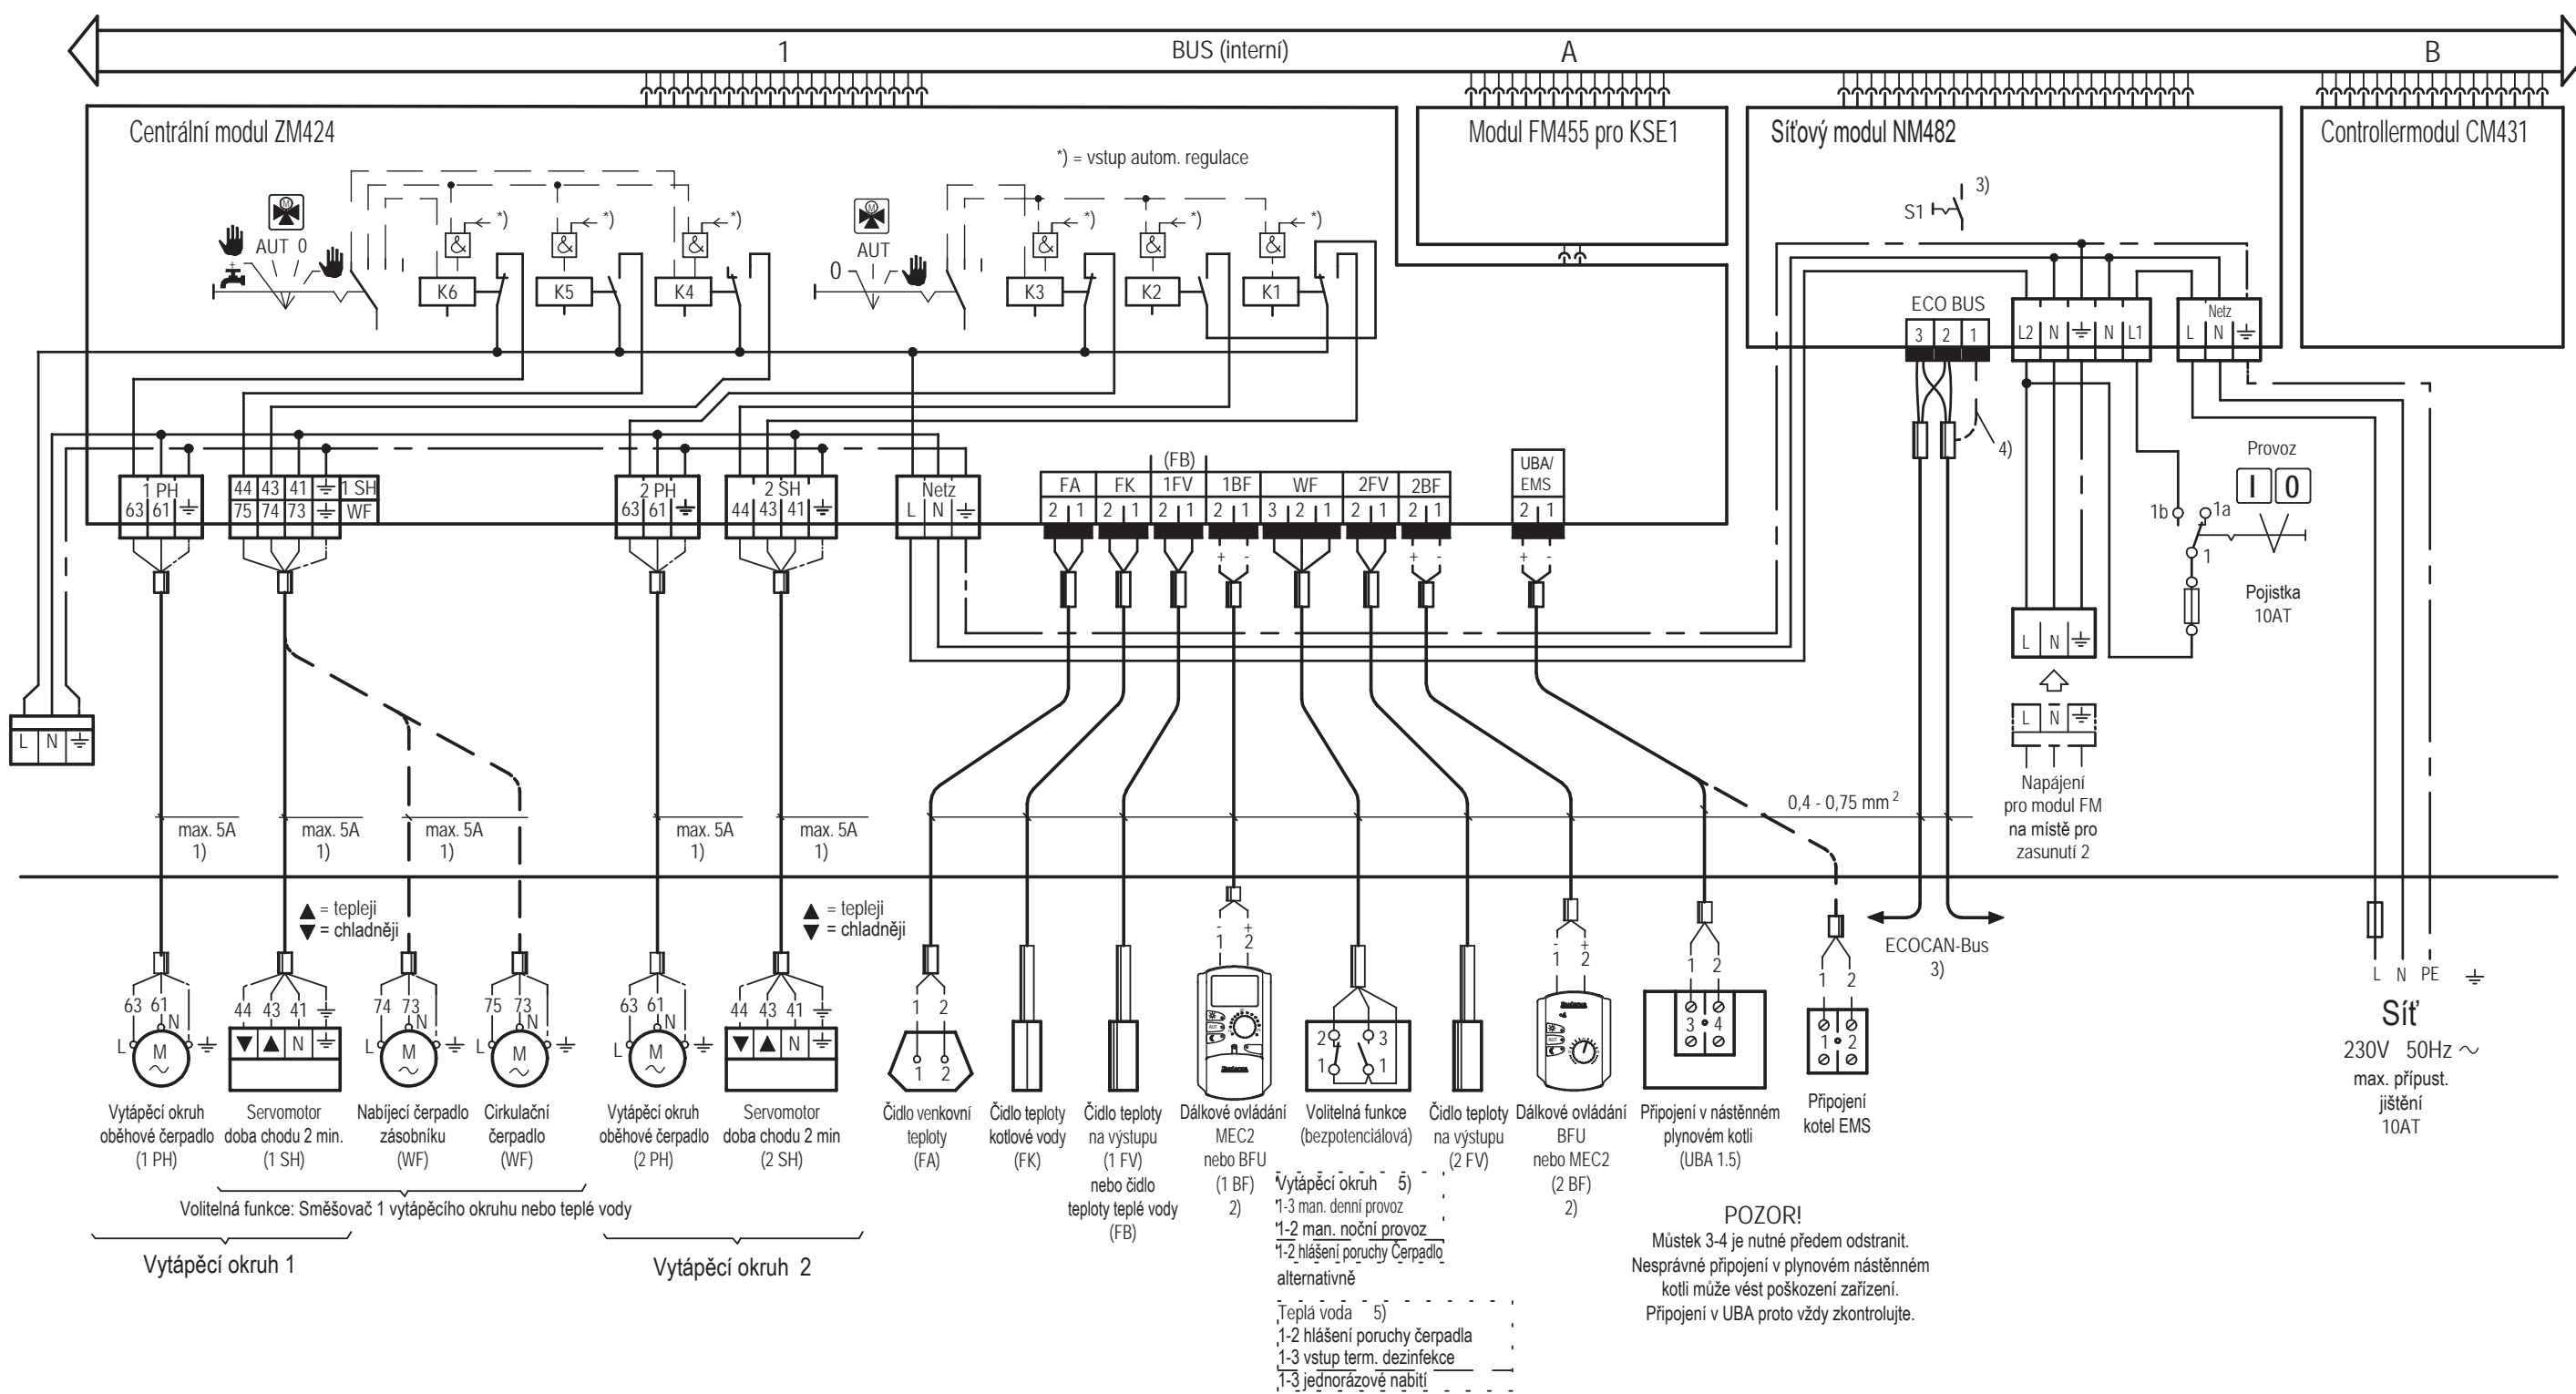 1
BUS (interní)
A
B
Centrální modul ZM424
Modul FM455 pro KSE1
Síťový modul NM482
Controllermodul CM431
*) = vstup autom. regulace
3)
S1
M
*)
*)
*)
M
*)
*)
*)
AUT 0
&
&
&
AUT
&
&
&
0
K6
K5
K4
K3
K2
K1
ECO BUS
Netz
3 2 1
L2 N N L1
L N
4)
(FB)
UBA/
EMS
Provoz
I 0
1 PH
44 43 41 1 SH
2 PH
2 SH
Netz
FA FK 1FV 1BF WF 2FV 2BF
63 61
75 74 73 WF
63 61
44 43 41
L N
2 1 2 1 2 1 2 1 3 2 1 2 1 2 1
2 1
1b
1a
1
+ -
+ -
+ -
Pojistka
10AT
L N
L N
L N
Napájení
pro modul FM
na místě pro
zasunutí 2
0,4 - 0,75 mm 2
max. 5A
1)
max. 5A
1)
max. 5A
1)
max. 5A
1)
max. 5A
1)
▲ = tepleji
▼ = chladněji
▲ = tepleji
▼ = chladněji
ECOCAN-Bus
3)
- +
1 2
- +
1 2
1 2
1 2
L N PE
63 61
44 43 41
74 73
75 73
63 61
44 43 41
1 2
N
N
N
N
L M
▼ ▲ N
L M
L M
L M
▼ ▲ N
1 2
AUT
Buderus
2 3
1 1
Buderus
AUT
3 4
1 2
Síť
230V 50Hz ~
max. přípust.
jištění
10AT
Vytápěcí okruh
oběhové čerpadlo
(1 PH)
Servomotor
doba chodu 2 min.
(1 SH)
Nabíjecí čerpadlo
zásobníku
(WF)
Cirkulační
čerpadlo
(WF)
Vytápěcí okruh
oběhové čerpadlo
(2 PH)
Servomotor
doba chodu 2 min
(2 SH)
Čidlo venkovní
teploty
(FA)
Čidlo teploty
kotlové vody
(FK)
Čidlo teploty
na výstupu
(1 FV)
nebo čidlo
teploty teplé vody
(FB)
Dálkové ovládání
MEC2
nebo BFU
(1 BF)
2)
Volitelná funkce
(bezpotenciálová)
Čidlo teploty
na výstupu
(2 FV)
Dálkové ovládání
BFU
nebo MEC2
(2 BF)
2)
Připojení v nástěnném
plynovém kotli
(UBA 1.5)
Připojení
kotel EMS
Volitelná funkce: Směšovač 1 vytápěcího okruhu nebo teplé vody
Vytápěcí okruh 1
Vytápěcí okruh 2
Vytápěcí okruh 5)
1-3 man. denní provoz
1-2 man. noční provoz
1-2 hlášení poruchy Čerpadlo
alternativně
Teplá voda 5)
1-2 hlášení poruchy čerpadla
1-3 vstup term. dezinfekce
1-3 jednorázové nabití
POZOR!
Můstek 3-4 je nutné předem odstranit.
Nesprávné připojení v plynovém nástěnném
kotli může vést poškození zařízení.
Připojení v UBA proto vždy zkontrolujte.